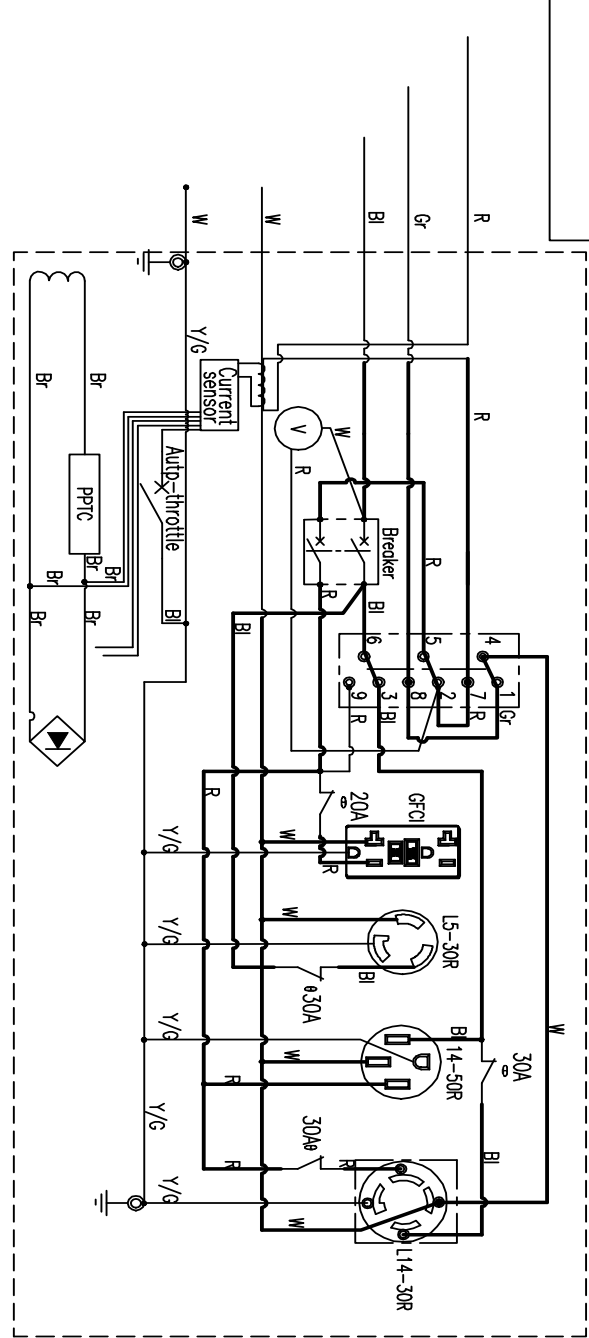 W
W
Bl
Gr
R
Y/G
R
Br
Br
Current
sensor
V
W
R
Autp-throttle
PPTC
Breaker
Br
Br
Br
Br
Br
Bl
R
Bl
R
Bl
6
5
4
9
3
8
2
7
1
R
Bl
R
Gr
R
20A
GFCI
Y/G
W
R
Y/G
W
L5-30R
Bl
30A
Y/G
W
R
Bl
14-50R
30A
W
Y/G
30A
R
R
Bl
Y/G
W
L14-30R